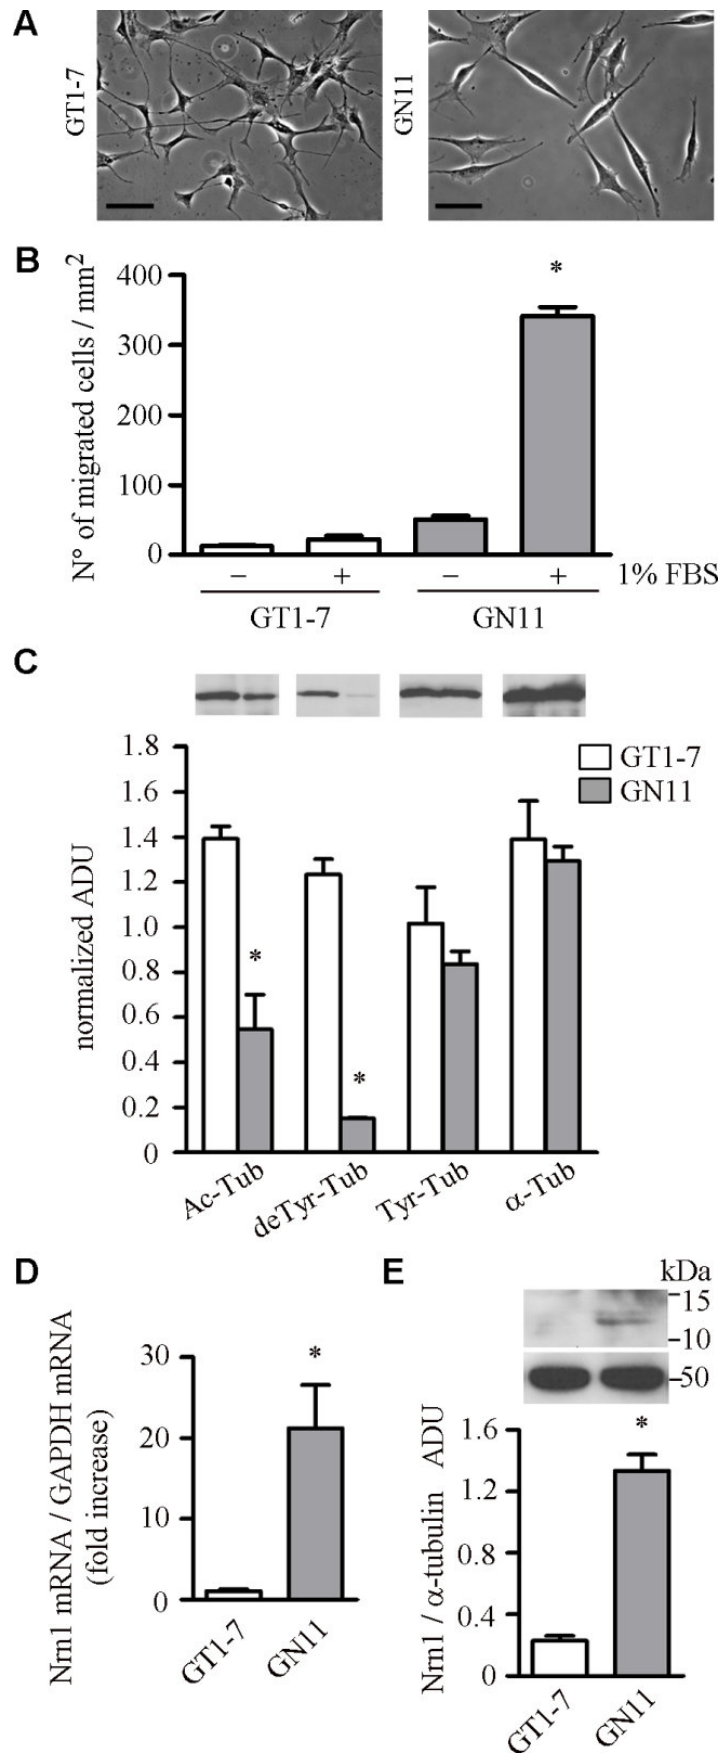 A
GT1-7
GN11
B
N° of migrated cells / mm²
400
300
200
100
0
– + – + 1% FBS
GT1-7 GN11
*
C
normalized ADU
1.8
1.6
1.4
1.2
1.0
0.8
0.6
0.4
0.2
0
GT1-7
GN11
*
*
Ac-Tub deTyr-Tub Tyr-Tub α-Tub
D
Nrn1 mRNA / GAPDH mRNA
(fold increase)
30
20
10
0
*
GT1-7 GN11
E
kDa
15
10
50
Nrn1 / α-tubulin ADU
1.6
1.2
0.8
0.4
0
*
GT1-7 GN11